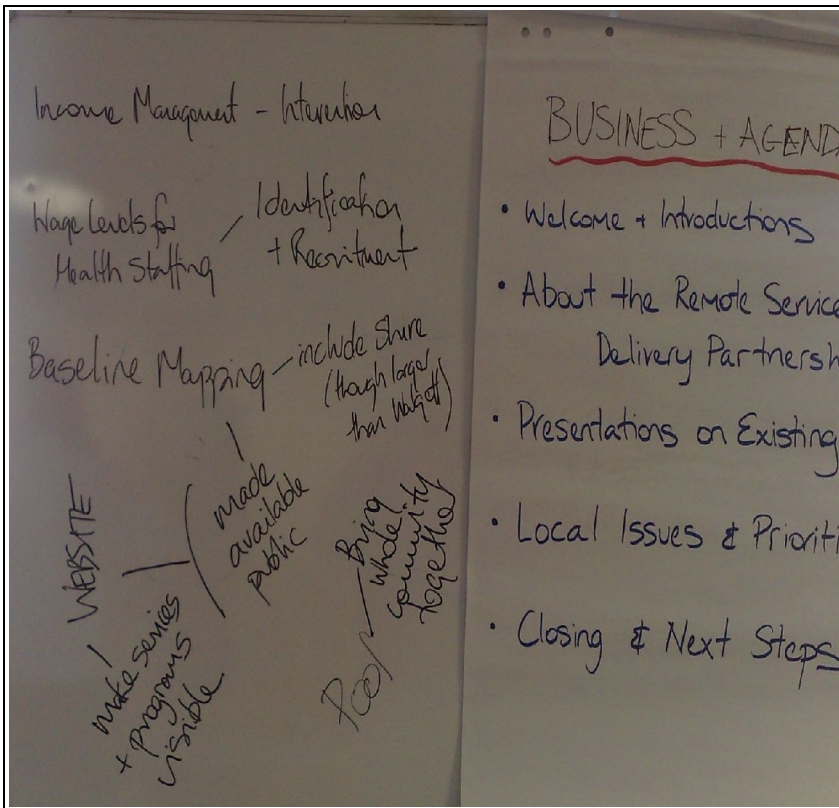 Income Management - Intervention
Wage Levels for
Health Staffing
Identification
+ Recruitment
Baseline Mapping
include Shire
(though larger
than
made
available
public
WEBSITE
make services
+ programs
visible
Pool
Bring
whole
community
together
BUSINESS + AGENDA
• Welcome + Introductions
• About the Remote Service
Delivery Partnersh
• Presentations on Existing
• Local Issues & Prioriti
• Closing & Next Steps